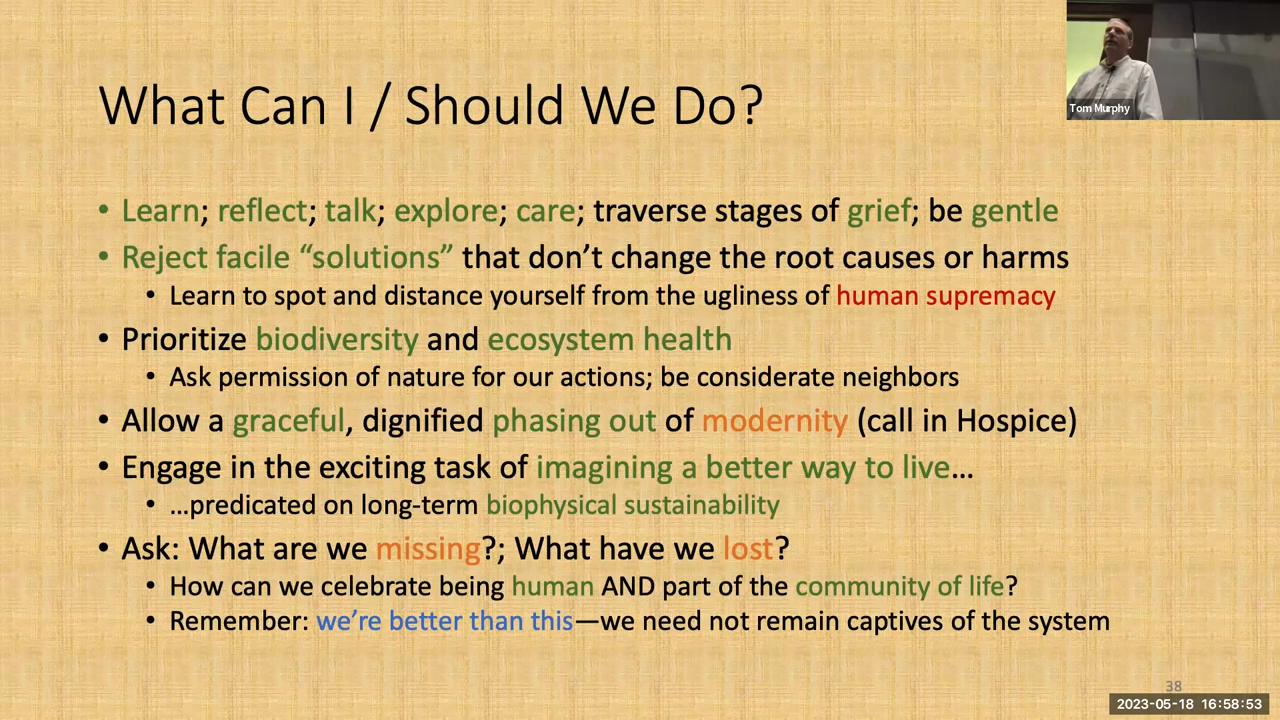 What Can I / Should We Do?
Tom Murphy
• Learn; reflect; talk; explore; care; traverse stages of grief; be gentle
• Reject facile “solutions” that don’t change the root causes or harms
• Learn to spot and distance yourself from the ugliness of human supremacy
• Prioritize biodiversity and ecosystem health
• Ask permission of nature for our actions; be considerate neighbors
• Allow a graceful, dignified phasing out of modernity (call in Hospice)
• Engage in the exciting task of imagining a better way to live…
• …predicated on long-term biophysical sustainability
• Ask: What are we missing?; What have we lost?
• How can we celebrate being human AND part of the community of life?
• Remember: we’re better than this—we need not remain captives of the system
38
2023-05-18 16:58:53